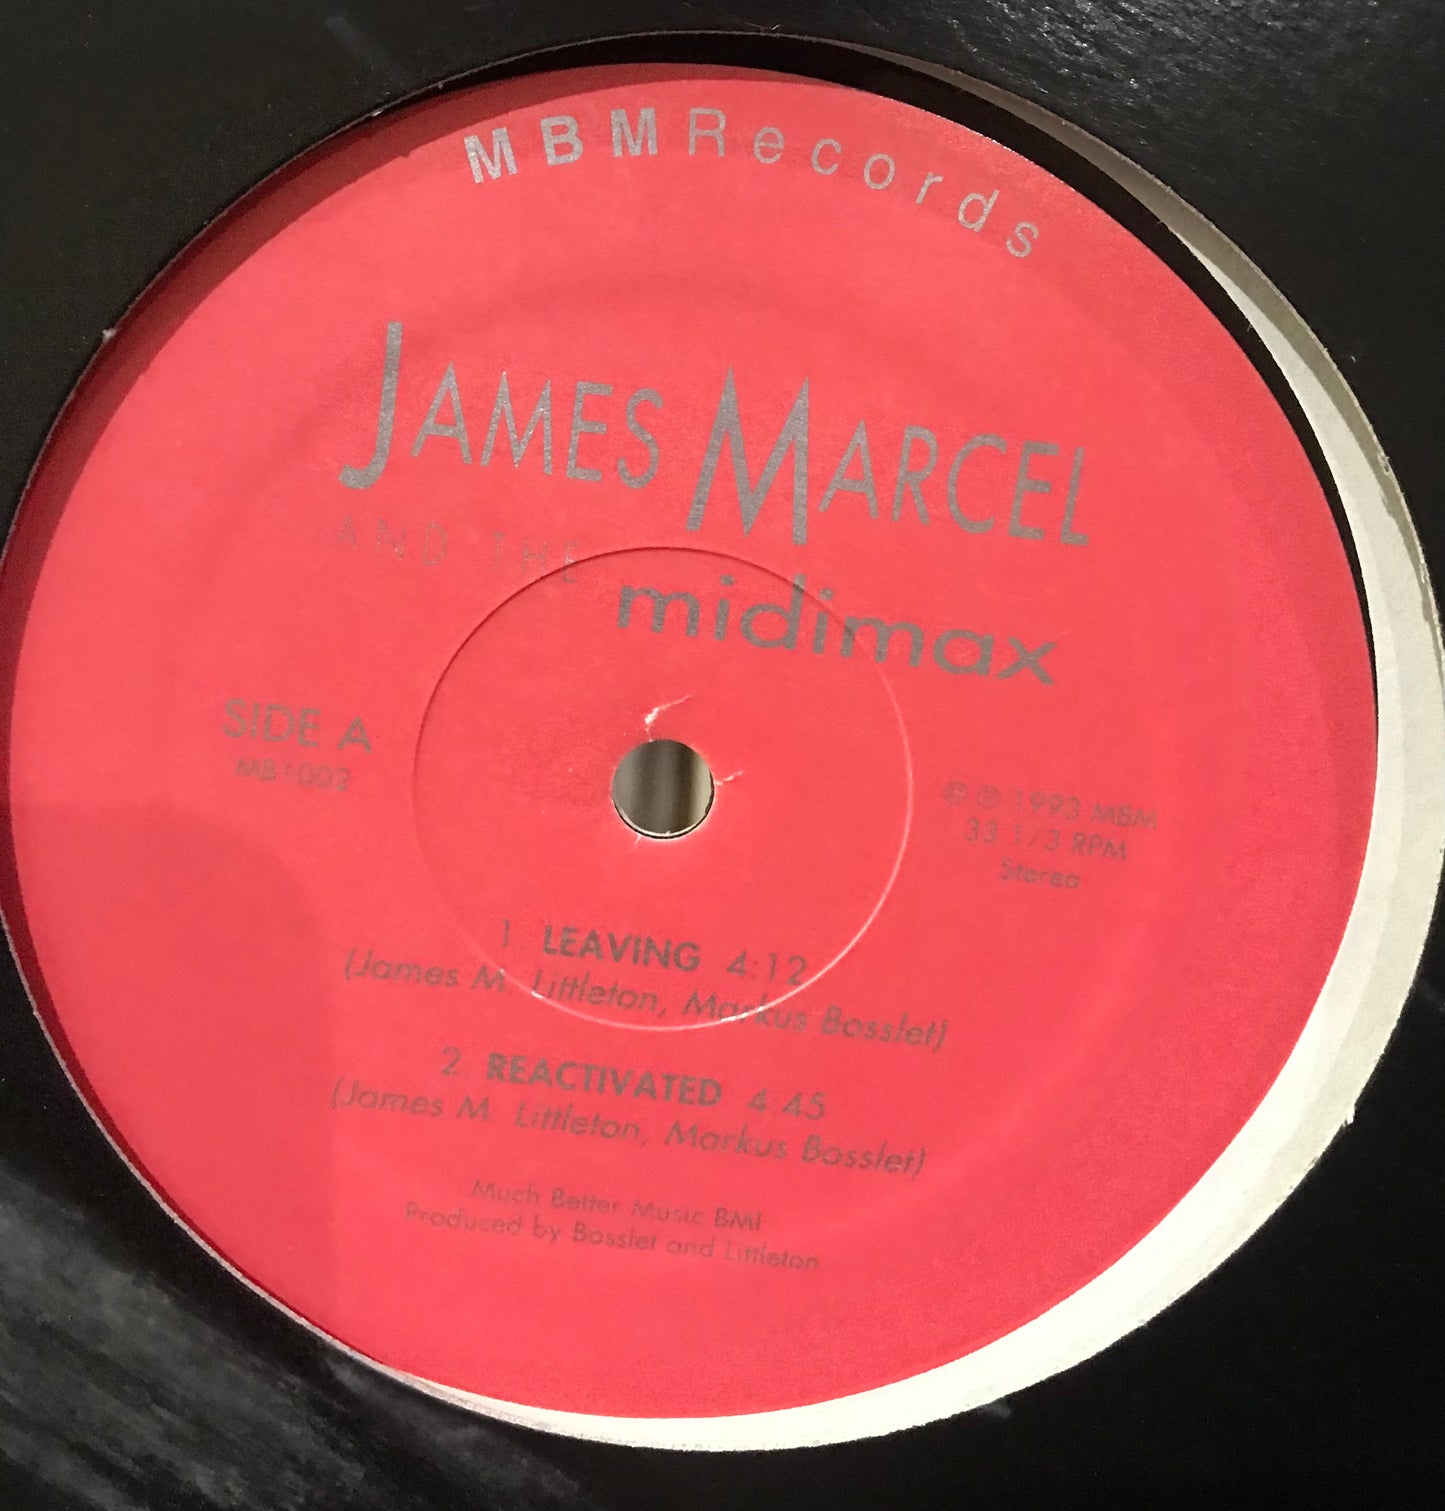 MBMRecords
JAMES MARCEL
AND THE
midimax
SIDE A
MB1002
© ℗ 1993 MBM
33 1/3 RPM
Stereo
1 LEAVING 4:12
(James M. Littleton, Markus Bosslet)
2 REACTIVATED 4:45
(James M. Littleton, Markus Bosslet)
Much Better Music BMI
Produced by Bosslet and Littleton